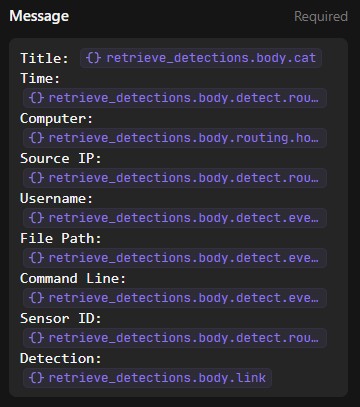 Message Required
Title: {} retrieve_detections.body.cat
Time:
{} retrieve_detections.body.detect.rou…
Computer:
{} retrieve_detections.body.routing.ho…
Source IP:
{} retrieve_detections.body.detect.rou…
Username:
{} retrieve_detections.body.detect.eve…
File Path:
{} retrieve_detections.body.detect.eve…
Command Line:
{} retrieve_detections.body.detect.eve…
Sensor ID:
{} retrieve_detections.body.detect.rou…
Detection:
{} retrieve_detections.body.link